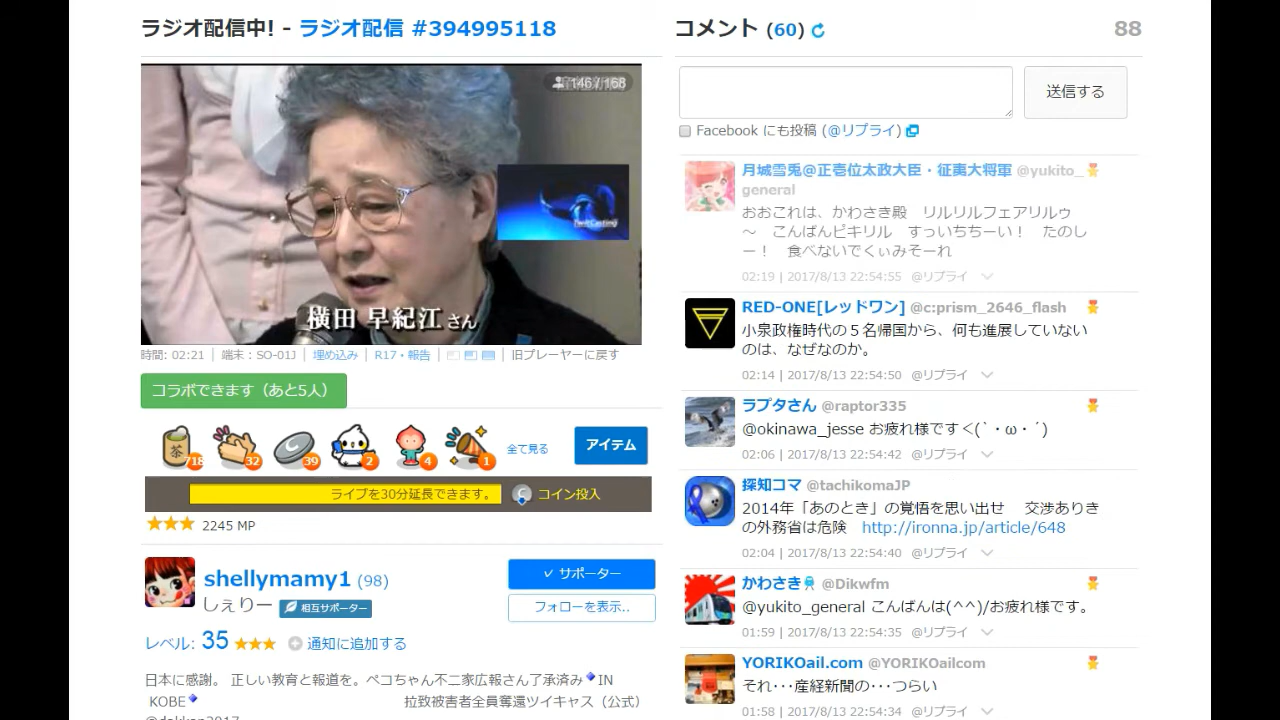 ラジオ配信中! - ラジオ配信 #394995118
146 / 168
TwitCasting
横田 早紀江さん
時間: 02:21 | 端末 : SO-01J | 埋め込み | R17・報告 | 旧プレーヤーに戻す
コラボできます（あと5人）
茶
718 32 39 2 4 1 全て見る アイテム
ライブを30分延長できます。 C コイン投入
2245 MP
shellymamy1 (98) ✓ サポーター
しぇりー 相互サポーター フォローを表示..
レベル: 35 通知に追加する
日本に感謝。 正しい教育と報道を。ペコちゃん不二家広報さん了承済み🔹IN
KOBE🔹 拉致被害者全員奪還ツイキャス（公式）
@dakkan2017
コメント (60) 88
送信する
Facebook にも投稿 (@リプライ)
月城雪兎@正壱位太政大臣・征夷大将軍 @yukito_
general
おおこれは、かわさき殿 リルリルフェアリルゥ
～ こんばんピキリル すっいちちーい！ たのし
ー！ 食べないでくぃみそーれ
02:19 | 2017/8/13 22:54:55 @リプライ
RED-ONE[レッドワン] @c:prism_2646_flash
小泉政権時代の５名帰国から、何も進展していない
のは、なぜなのか。
02:14 | 2017/8/13 22:54:50 @リプライ
ラプタさん @raptor335
@okinawa_jesse お疲れ様です＜(｀・ω・´)
02:06 | 2017/8/13 22:54:42 @リプライ
探知コマ @tachikomaJP
2014年「あのとき」の覚悟を思い出せ 交渉ありき
の外務省は危険 http://ironna.jp/article/648
02:04 | 2017/8/13 22:54:40 @リプライ
かわさき @Dikwfm
@yukito_general こんばんは(^^)/お疲れ様です。
01:59 | 2017/8/13 22:54:35 @リプライ
YORIKOail.com @YORIKOailcom
それ･･･産経新聞の･･･つらい
01:58 | 2017/8/13 22:54:34 @リプライ